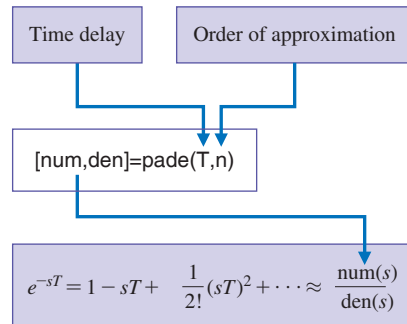 Time delay
Order of approximation
[num,den]=pade(T,n)
e^{-sT} = 1 − sT + 1/2! (sT)^2 + · · · ≈ num(s)/den(s)